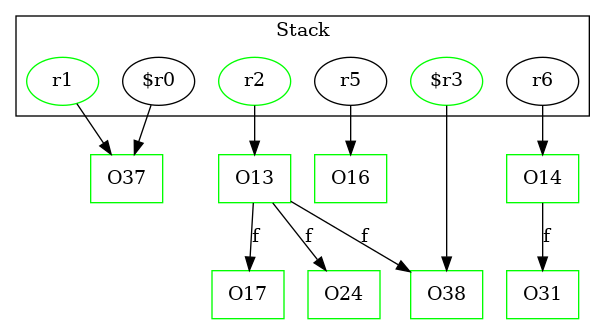 Stack
r1 $r0 r2 r5 $r3 r6
O37 O13 O16 O14
f f f f
O17 O24 O38 O31